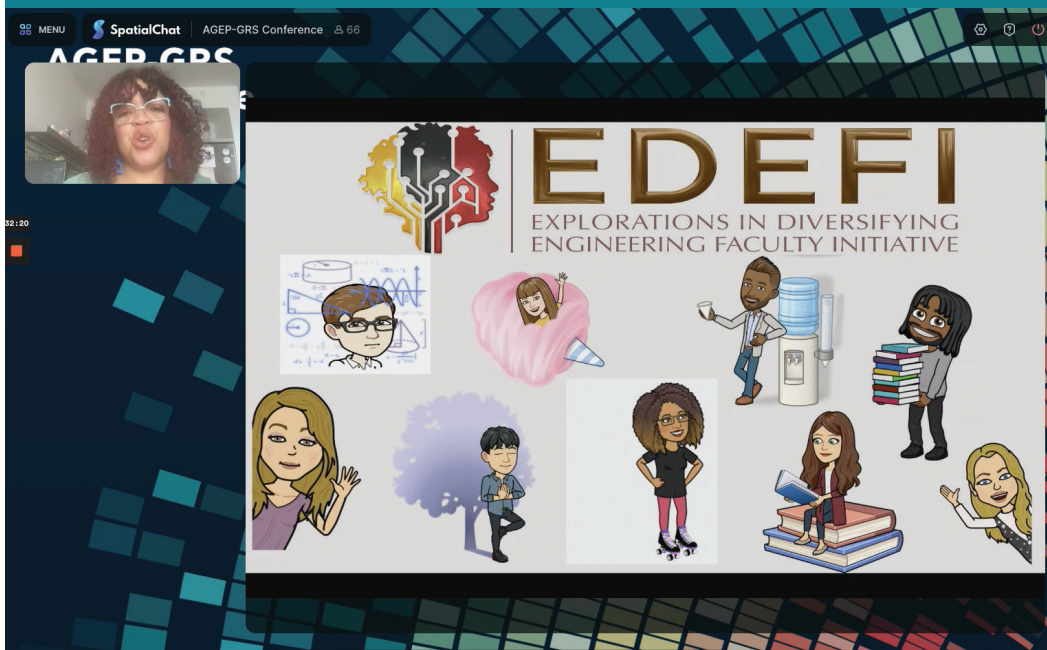 MENU
SpatialChat
AGEP-GRS Conference
66
AGEP-GRS
32:20
EDEFI
EXPLORATIONS IN DIVERSIFYING
ENGINEERING FACULTY INITIATIVE